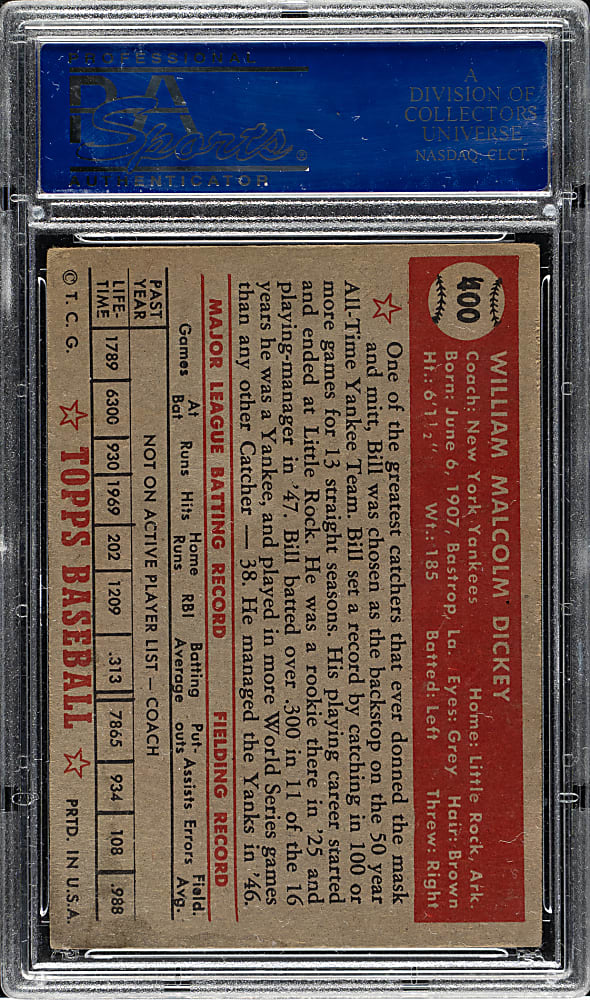 PROFESSIONAL
PSA
Sports ®
AUTHENTICATOR
A
DIVISION OF
COLLECTORS
UNIVERSE
NASDAQ: CLCT
400
WILLIAM MALCOLM DICKEY
Coach: New York Yankees Home: Little Rock, Ark.
Born: June 6, 1907, Bastrop, La. Eyes: Grey Hair: Brown
Ht.: 6'1½" Wt.: 185 Batted: Left Threw: Right
One of the greatest catchers that ever donned the mask
and mitt, Bill was chosen as the backstop on the 50 year
All-Time Yankee Team. Bill set a record by catching in 100 or
more games for 13 straight seasons. His playing career started
and ended at Little Rock. He was a rookie there in '25 and
playing-manager in '47. Bill batted over .300 in 11 of the 16
years he was a Yankee, and played in more World Series games
than any other Catcher — 38. He managed the Yanks in '46.
MAJOR LEAGUE BATTING RECORD FIELDING RECORD
Games At Bat Runs Hits Home Runs RBI Batting Average Put-outs Assists Errors Field. Avg.
PAST YEAR NOT ON ACTIVE PLAYER LIST — COACH
LIFE-TIME 1789 6300 930 1969 202 1209 .313 7865 934 108 .988
© T. C. G. TOPPS BASEBALL PRTD. IN U.S.A.